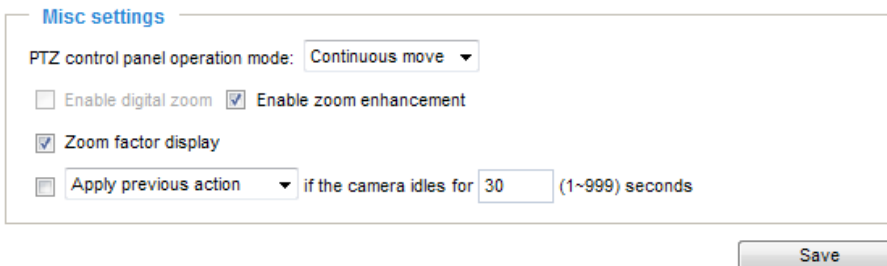 Misc settings
PTZ control panel operation mode: Continuous move
Enable digital zoom Enable zoom enhancement
Zoom factor display
Apply previous action if the camera idles for 30 (1~999) seconds
Save